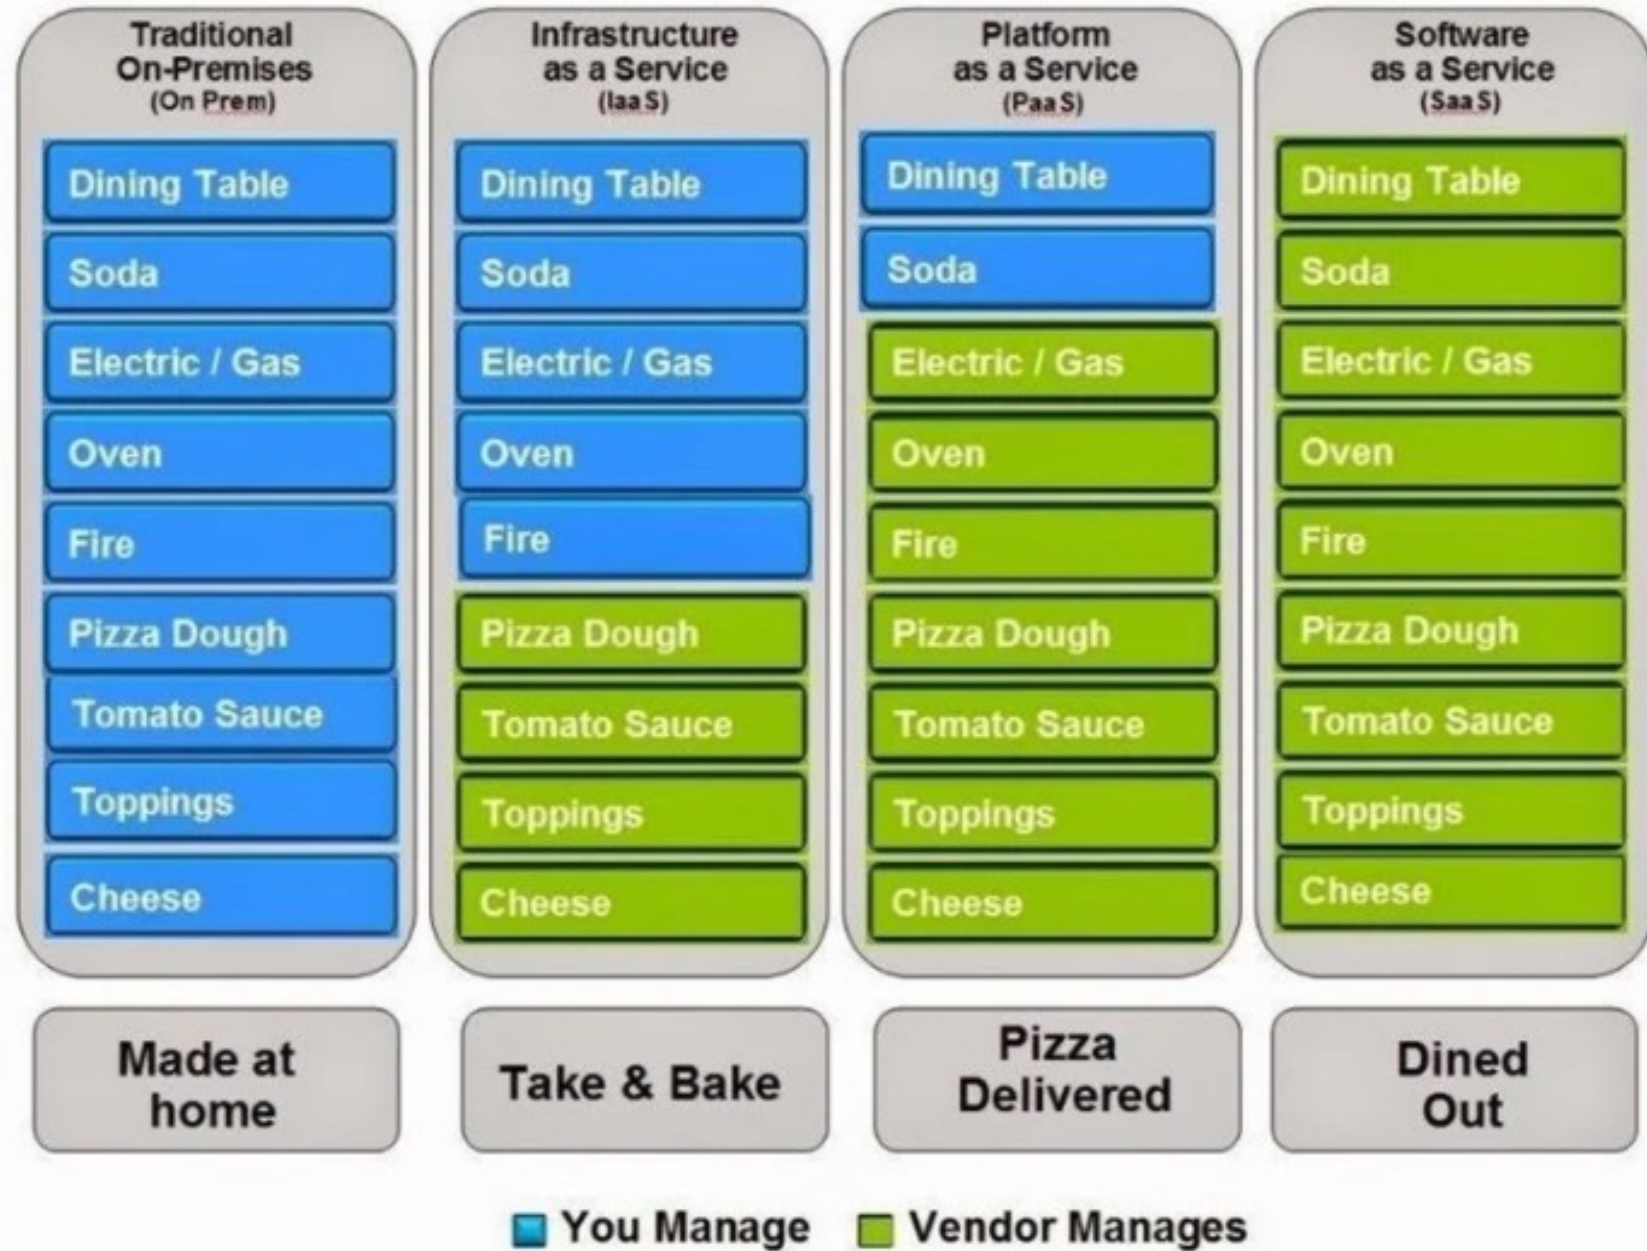 Traditional
On-Premises
(On Prem)
Dining Table
Soda
Electric / Gas
Oven
Fire
Pizza Dough
Tomato Sauce
Toppings
Cheese
Made at
home
Infrastructure
as a Service
(IaaS)
Dining Table
Soda
Electric / Gas
Oven
Fire
Pizza Dough
Tomato Sauce
Toppings
Cheese
Take & Bake
Platform
as a Service
(PaaS)
Dining Table
Soda
Electric / Gas
Oven
Fire
Pizza Dough
Tomato Sauce
Toppings
Cheese
Pizza
Delivered
Software
as a Service
(SaaS)
Dining Table
Soda
Electric / Gas
Oven
Fire
Pizza Dough
Tomato Sauce
Toppings
Cheese
Dined
Out
You Manage
Vendor Manages